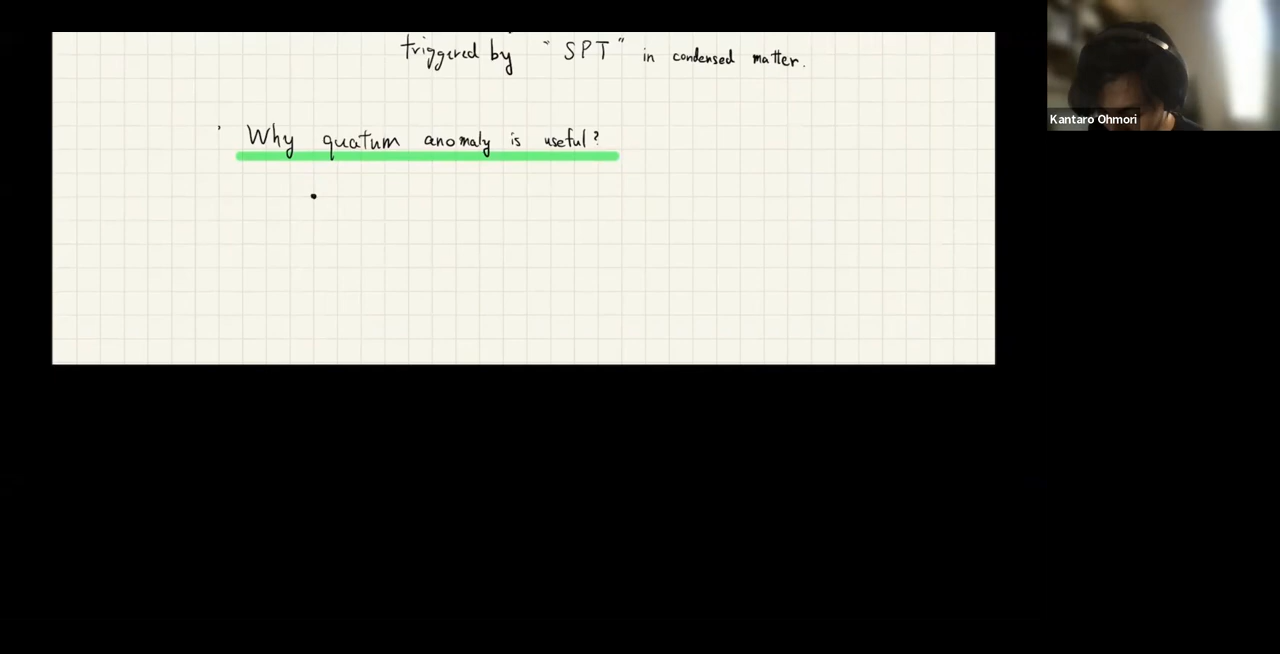 triggered by "SPT" in condensed matter.
Kantaro Ohmori
Why quatum anomaly is useful?